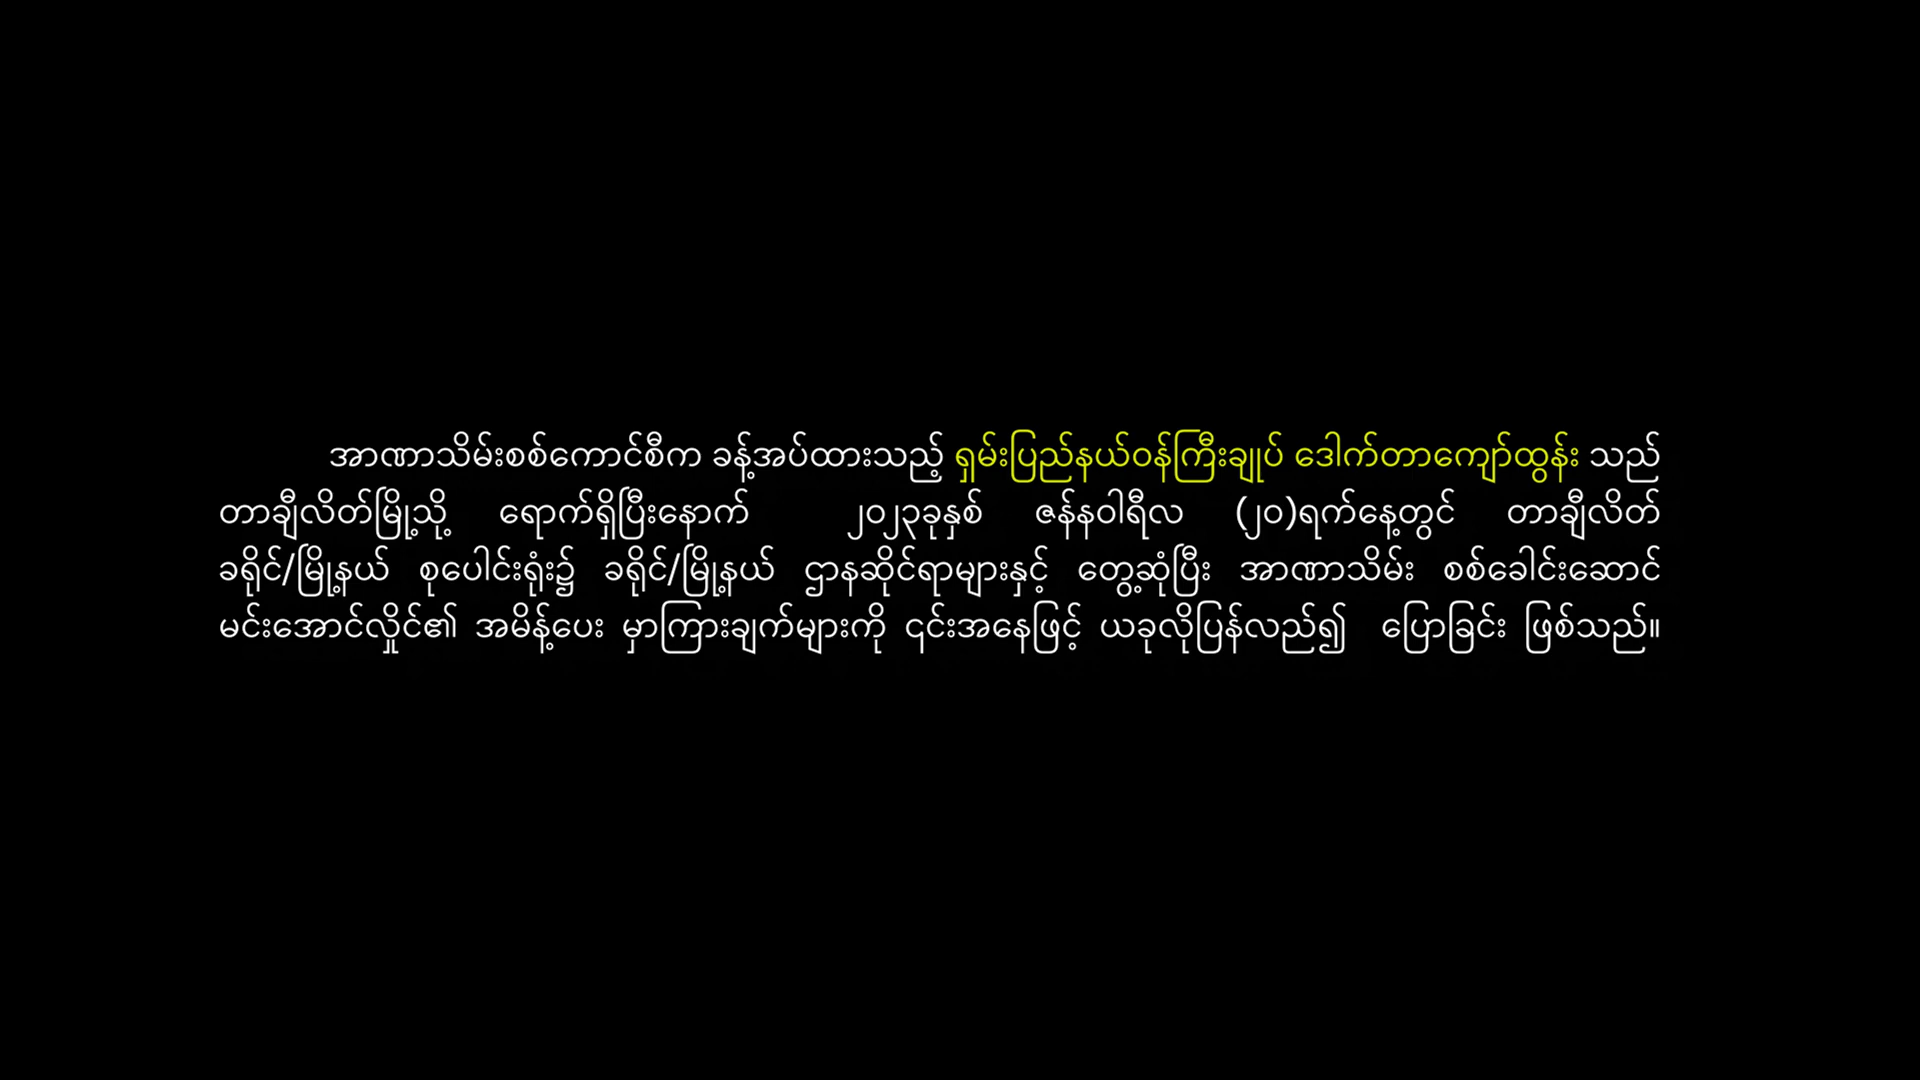 အာဏာသိမ်းစစ်ကောင်စီက ခန့်အပ်ထားသည့် ရှမ်းပြည်နယ်ဝန်ကြီးချုပ် ဒေါက်တာကျော်ထွန်း သည်
တာချီလိတ်မြို့သို့ ရောက်ရှိပြီးနောက် ၂၀၂၃ခုနှစ် ဇန်နဝါရီလ (၂၀)ရက်နေ့တွင် တာချီလိတ်
ခရိုင်/မြို့နယ် စုပေါင်းရုံး၌ ခရိုင်/မြို့နယ် ဌာနဆိုင်ရာများနှင့် တွေ့ဆုံပြီး အာဏာသိမ်း စစ်ခေါင်းဆောင်
မင်းအောင်လှိုင်၏ အမိန့်ပေး မှာကြားချက်များကို ၎င်းအနေဖြင့် ယခုလိုပြန်လည်၍ ပြောခြင်း ဖြစ်သည်။